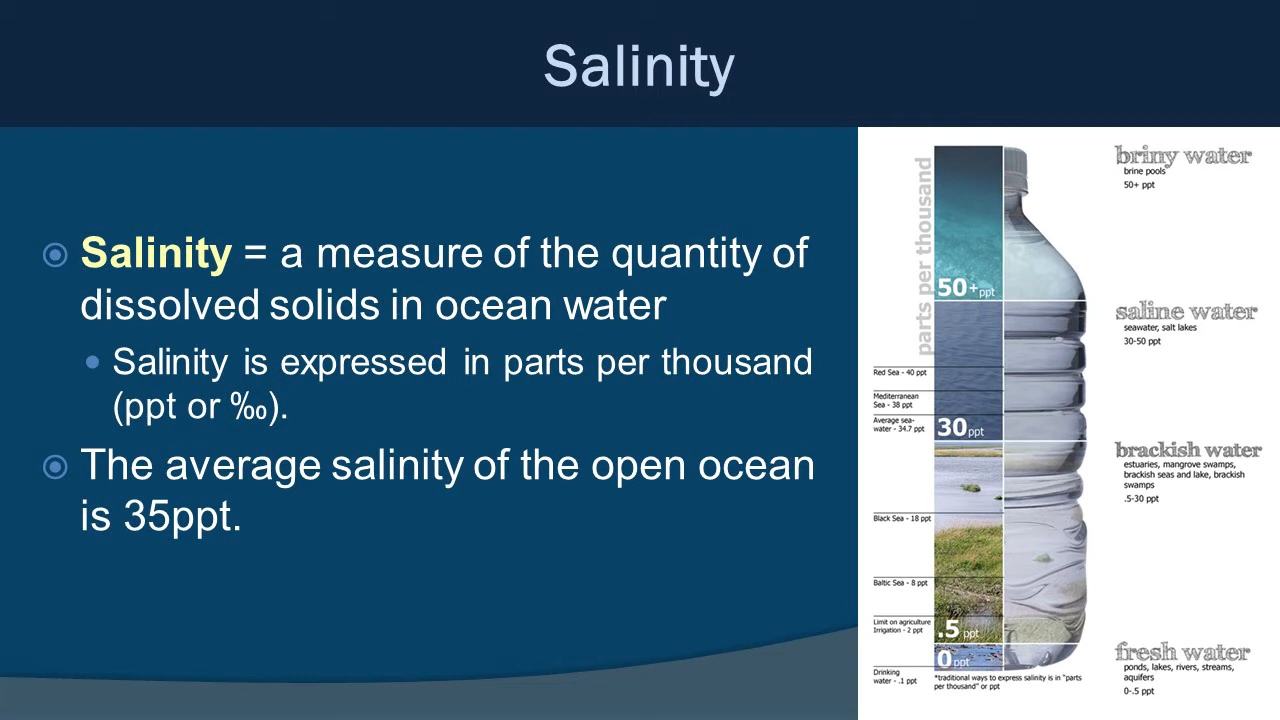 Salinity
Salinity = a measure of the quantity of
dissolved solids in ocean water
Salinity is expressed in parts per thousand
(ppt or ‰).
The average salinity of the open ocean
is 35ppt.
parts per thousand
50+ppt
30ppt
.5 ppt
0ppt
Red Sea - 40 ppt
Mediterranean
Sea - 38 ppt
Average sea-
water - 34.7 ppt
Black Sea - 18 ppt
Baltic Sea - 8 ppt
Limit on agriculture
Irrigation - 2 ppt
Drinking
water - .1 ppt
*traditional ways to express salinity is in "parts
per thousand" or ppt
briny water
brine pools
50+ ppt
saline water
seawater, salt lakes
30-50 ppt
brackish water
estuaries, mangrove swamps,
brackish seas and lake, brackish
swamps
.5-30 ppt
fresh water
ponds, lakes, rivers, streams,
aquifers
0-.5 ppt